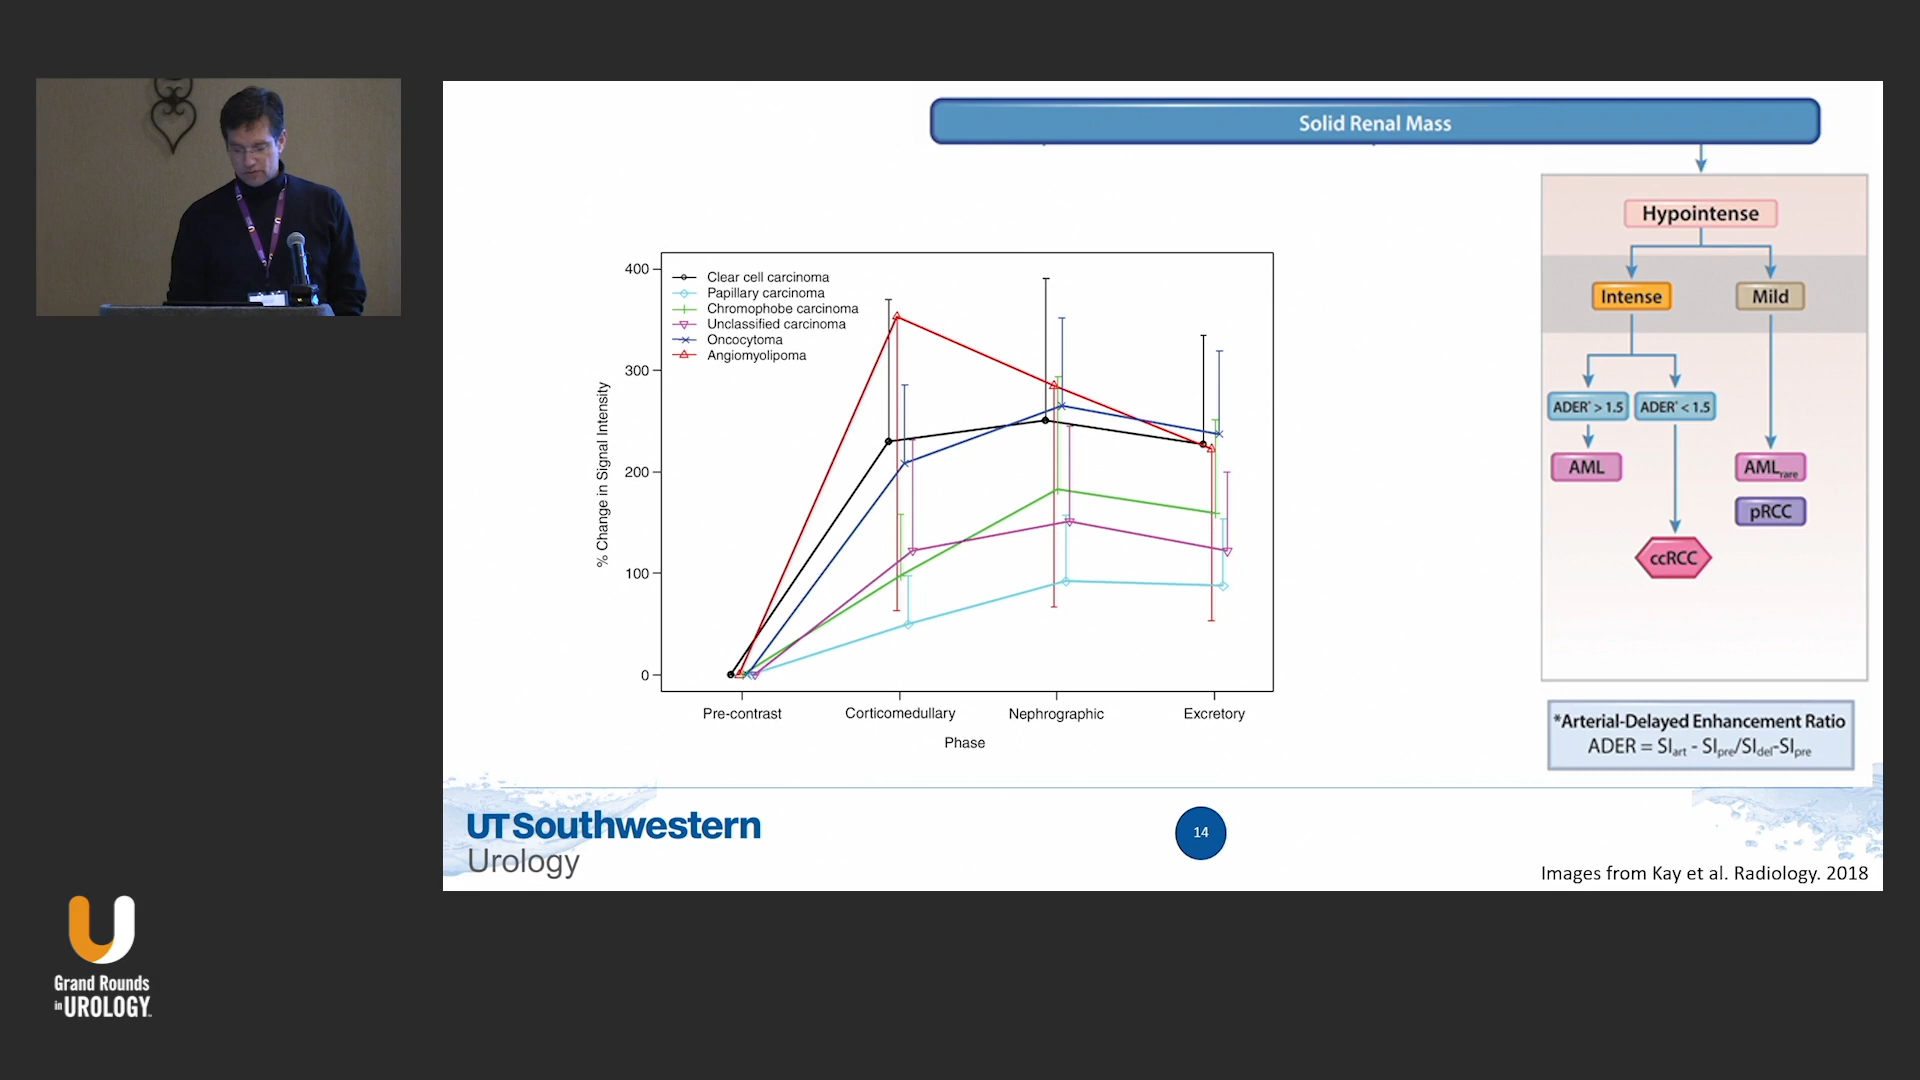 Solid Renal Mass
Hypointense
Intense
Mild
ADER* > 1.5
ADER* < 1.5
AML
AMLrare
pRCC
ccRCC
*Arterial-Delayed Enhancement Ratio
ADER = SIart - SIpre/SIdel-SIpre
400
300
200
100
0
% Change in Signal Intensity
Clear cell carcinoma
Papillary carcinoma
Chromophobe carcinoma
Unclassified carcinoma
Oncocytoma
Angiomyolipoma
Pre-contrast
Corticomedullary
Nephrographic
Excretory
Phase
UTSouthwestern
Urology
14
Images from Kay et al. Radiology. 2018
Grand Rounds
in UROLOGY